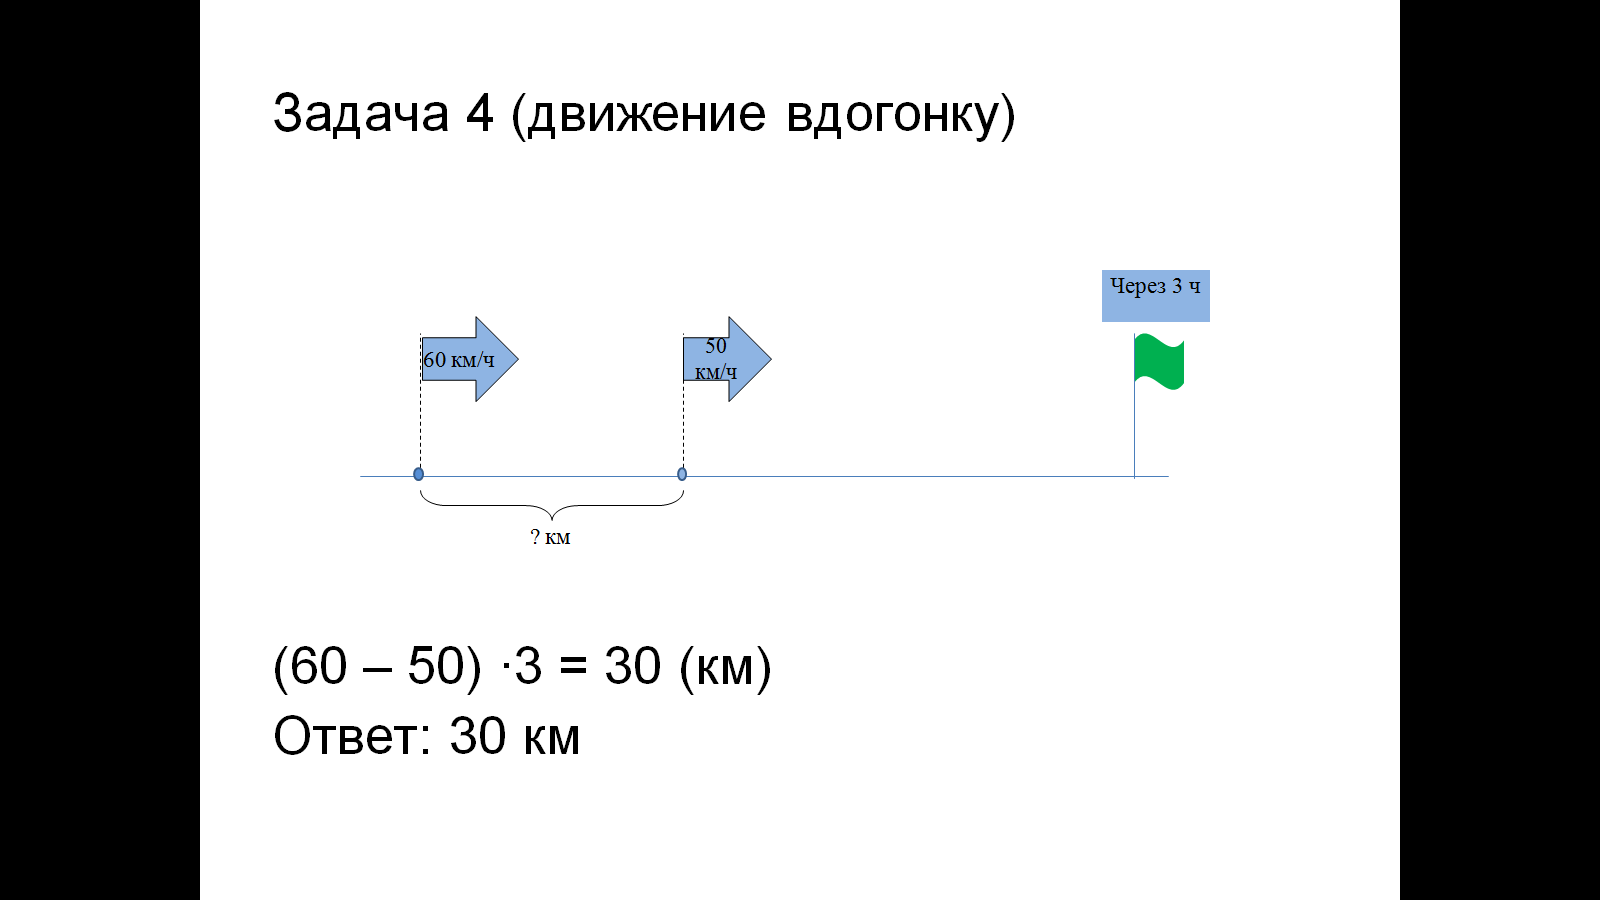 Задача 4 (движение вдогонку)
Через 3 ч
60 км/ч
50
км/ч
? км
(60 – 50) ·3 = 30 (км)
Ответ: 30 км